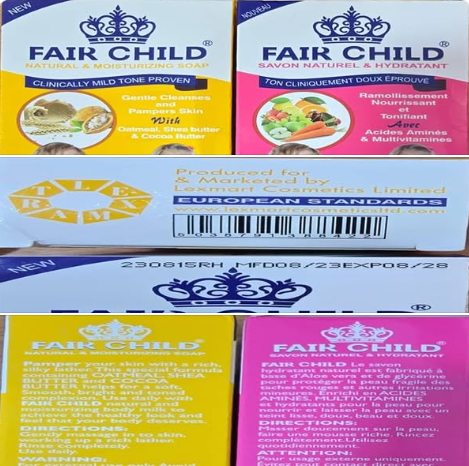 NEW
FAIR CHILD®
NATURAL & MOISTURIZING SOAP
CLINICALLY MILD TONE PROVEN
Gentle Cleanses
and
Pampers Skin
With
Oatmeal, Shea butter
& Cocoa Butter
NOUVEAU
FAIR CHILD®
SAVON NATUREL & HYDRATANT
TON CLINIQUEMENT DOUX ÉPROUVÉ
Ramollissement
Nourrissant
et
Tonifiant
Avec
Acides Aminés
& Multivitamines
Produced for
& Marketed by
Lexmart Cosmetics Limited
EUROPEAN STANDARDS
www.lexmartcosmeticsltd.com
NEW
230815RH MFD08/23EXP08/28
FAIR CHILD
NATURAL & MOISTURIZING SOAP
Pamper your skin with a rich,
silky lather. This special formula
containing OATMEAL, SHEA
BUTTER and COCOA
BUTTER helps for a soft,
Smooth, bright and toned
complexion. Use daily with
FAIR CHILD natural &
moisturizing body milk to
achieve the healthy look and
feel that your body deserves.
DIRECTIONS:
Gently massage in to skin
working up a rich lather.
Rinse completely.
Use daily.
WARNING:
FAIR CHILD
SAVON NATUREL & HYDRATANT
FAIR CHILD Le savon
hydratant naturel est fabriqué à
base d'Aloe vera et de glycérine
pour protéger la peau fragile des
taches rouges et autres irritations
mineures. Enrichi en ACIDES
AMINÉS, MULTIVITAMINES
et hydratants pour la peau pour
nourrir et laisser la peau avec un
teint lisse, doux, beau et doux
DIRECTIONS:
Masser doucement sur la peau,
faire une mousse riche. Rincez
complètement.Utilisez
quotidiennement.
ATTENTION:
Pour usage externe uniquement.
Évitez tout contact direct avec